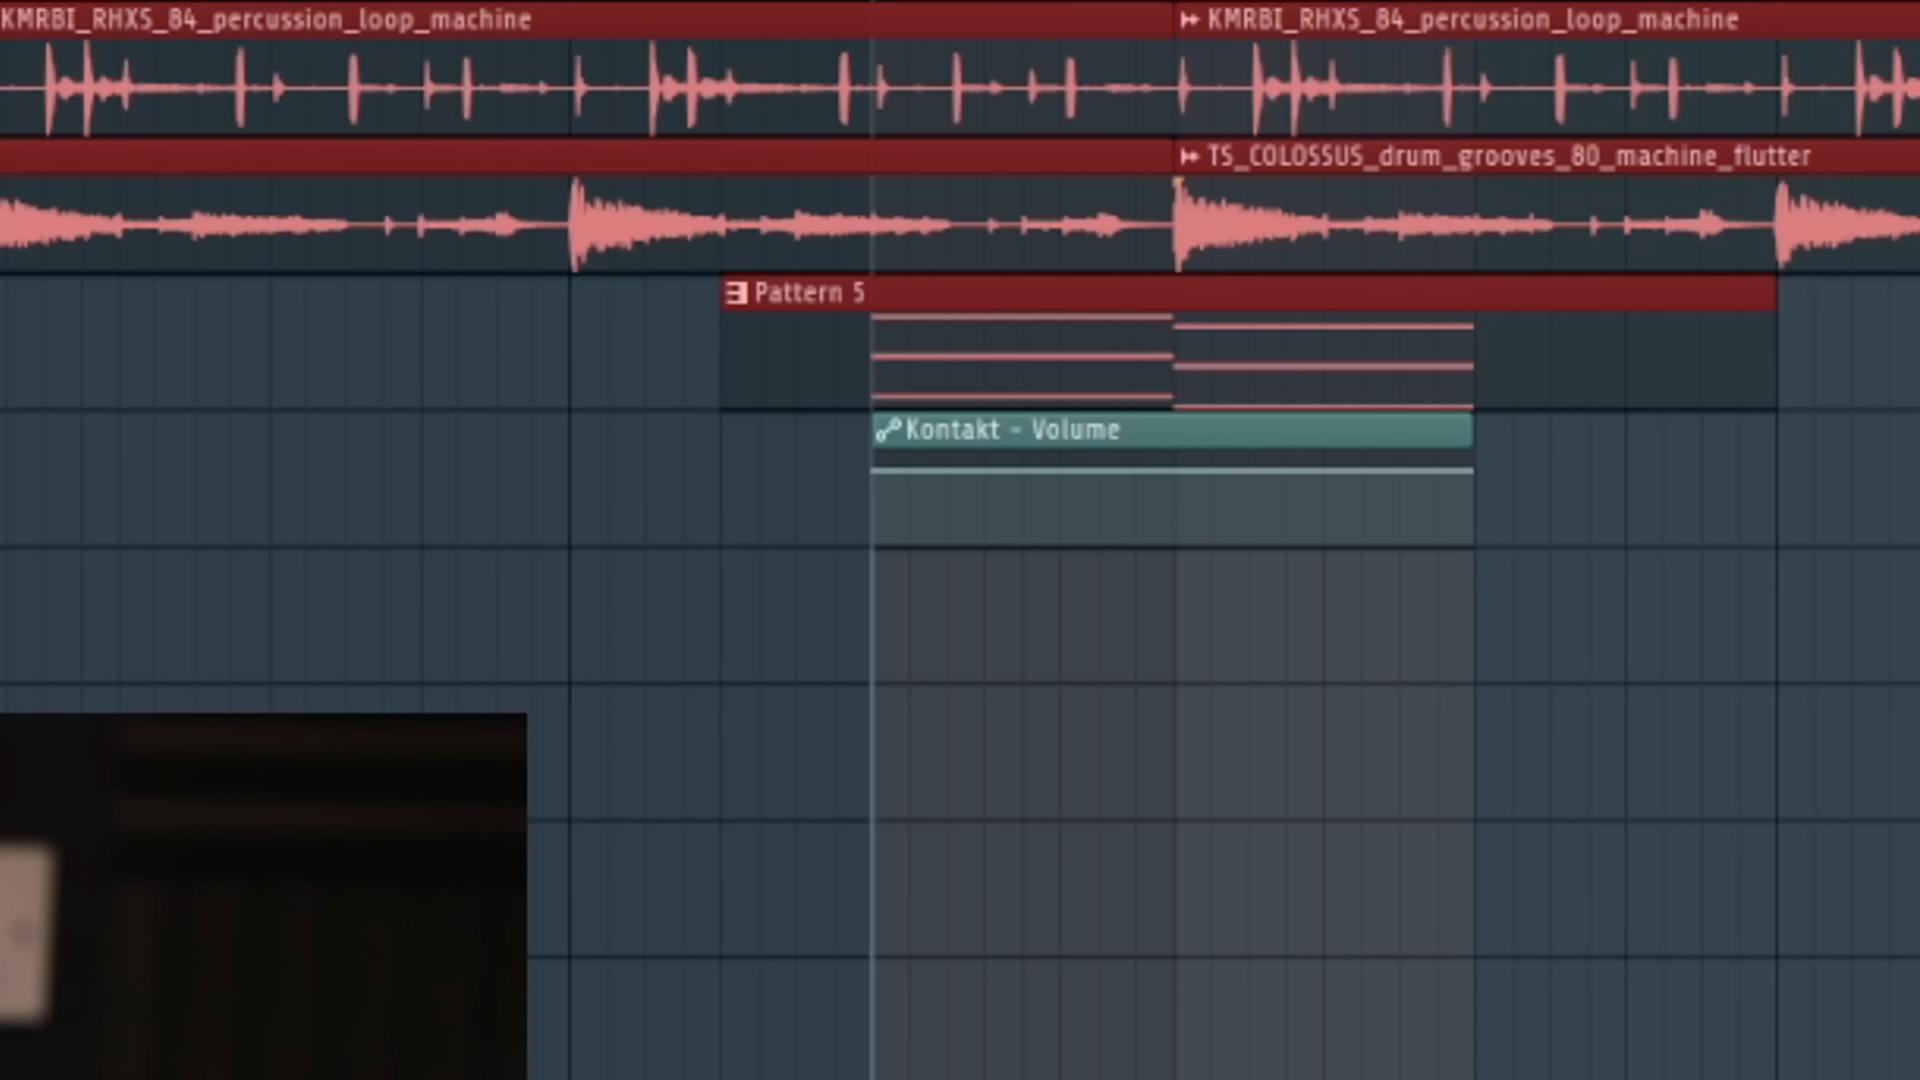 KMRBI_RHXS_84_percussion_loop_machine
KMRBI_RHXS_84_percussion_loop_machine
TS_COLOSSUS_drum_grooves_80_machine_flutter
Pattern 5
Kontakt - Volume